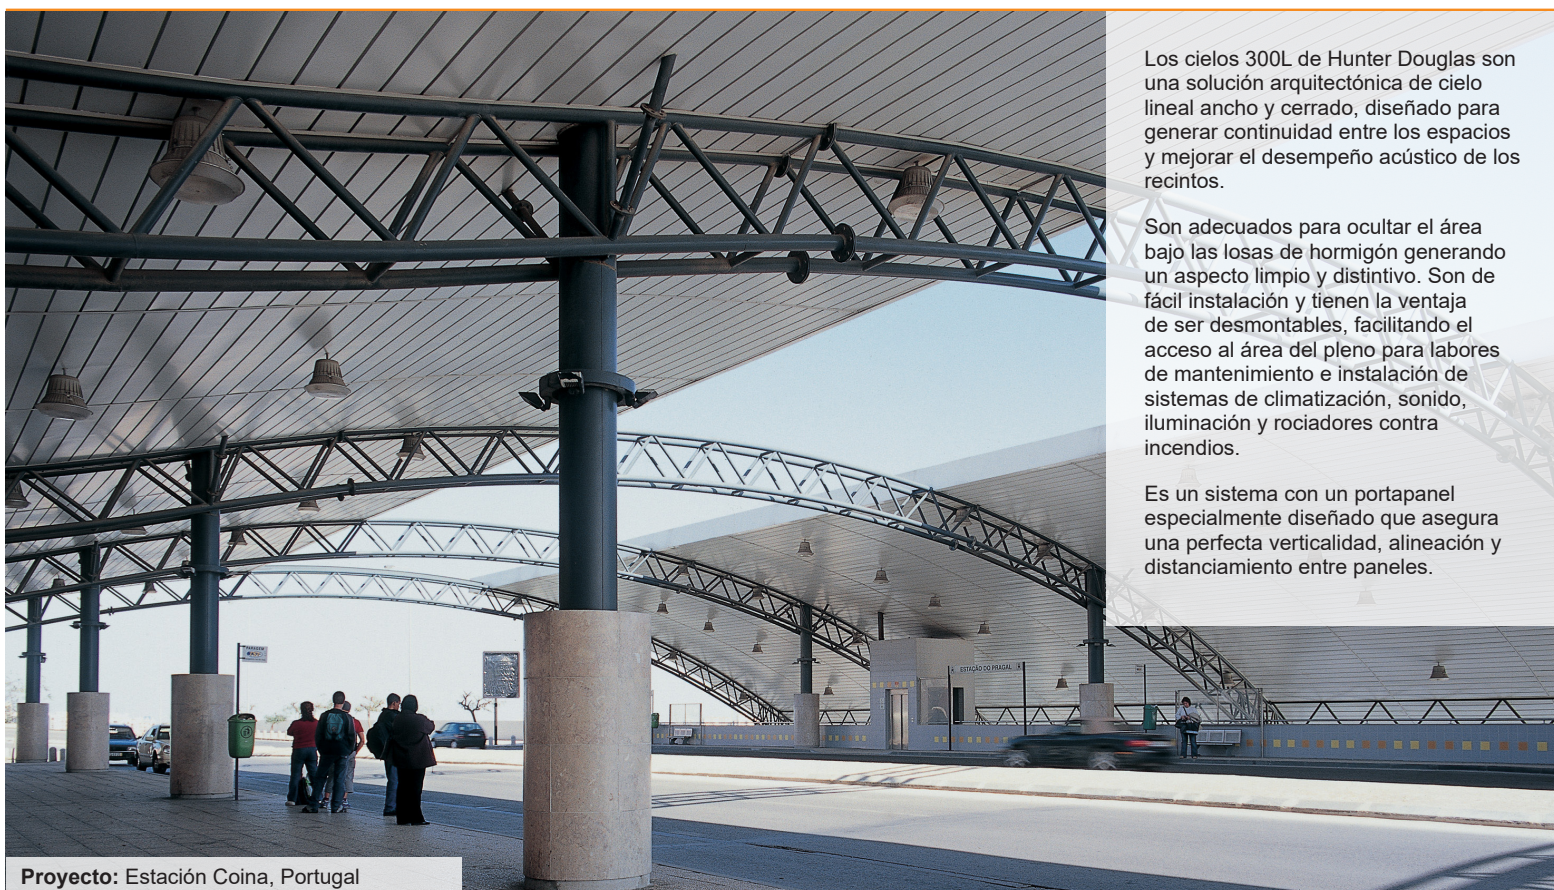 Los cielos 300L de Hunter Douglas son
una solución arquitectónica de cielo
lineal ancho y cerrado, diseñado para
generar continuidad entre los espacios
y mejorar el desempeño acústico de los
recintos.
Son adecuados para ocultar el área
bajo las losas de hormigón generando
un aspecto limpio y distintivo. Son de
fácil instalación y tienen la ventaja
de ser desmontables, facilitando el
acceso al área del pleno para labores
de mantenimiento e instalación de
sistemas de climatización, sonido,
iluminación y rociadores contra
incendios.
Es un sistema con un portapanel
especialmente diseñado que asegura
una perfecta verticalidad, alineación y
distanciamiento entre paneles.
PARAGEM
ESTAÇÃO DO PRAGAL
Proyecto: Estación Coina, Portugal